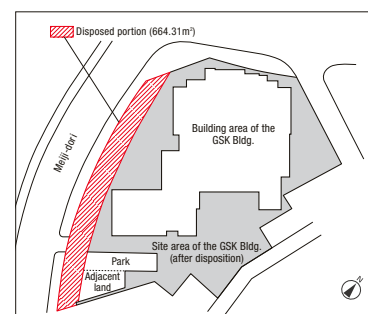 Disposed portion (664.31m²)
Meiji-dori
Building area of the
GSK Bldg.
Site area of the GSK Bldg.
(after disposition)
Park
Adjacent
land
N